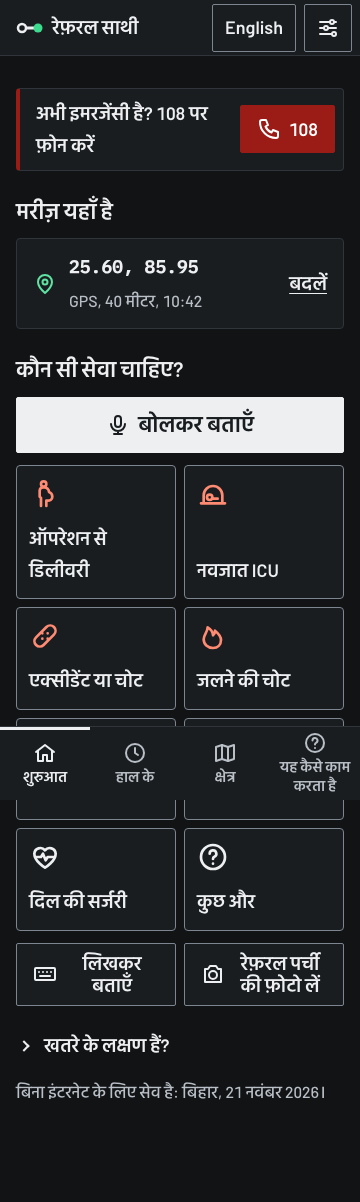 रेफ़रल साथी
English
अभी इमरजेंसी है? 108 पर
फ़ोन करें
108
मरीज़ यहाँ है
25.60, 85.95
GPS, 40 मीटर, 10:42
बदलें
कौन सी सेवा चाहिए?
बोलकर बताएँ
ऑपरेशन से
डिलीवरी
नवजात ICU
एक्सीडेंट या चोट
जलने की चोट
शुरुआत
हाल के
क्षेत्र
यह कैसे काम
करता है
दिल की सर्जरी
कुछ और
लिखकर
बताएँ
रेफ़रल पर्ची
की फ़ोटो लें
खतरे के लक्षण हैं?
बिना इंटरनेट के लिए सेव है: बिहार, 21 नवंबर 2026।